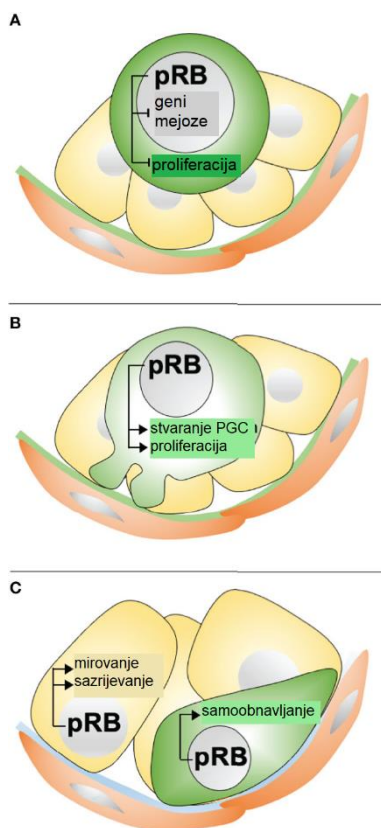 A
pRB
geni
mejoze
proliferacija
B
pRB
stvaranje PGC
proliferacija
C
mirovanje
sazrijevanje
pRB
samoobnavljanje
pRB